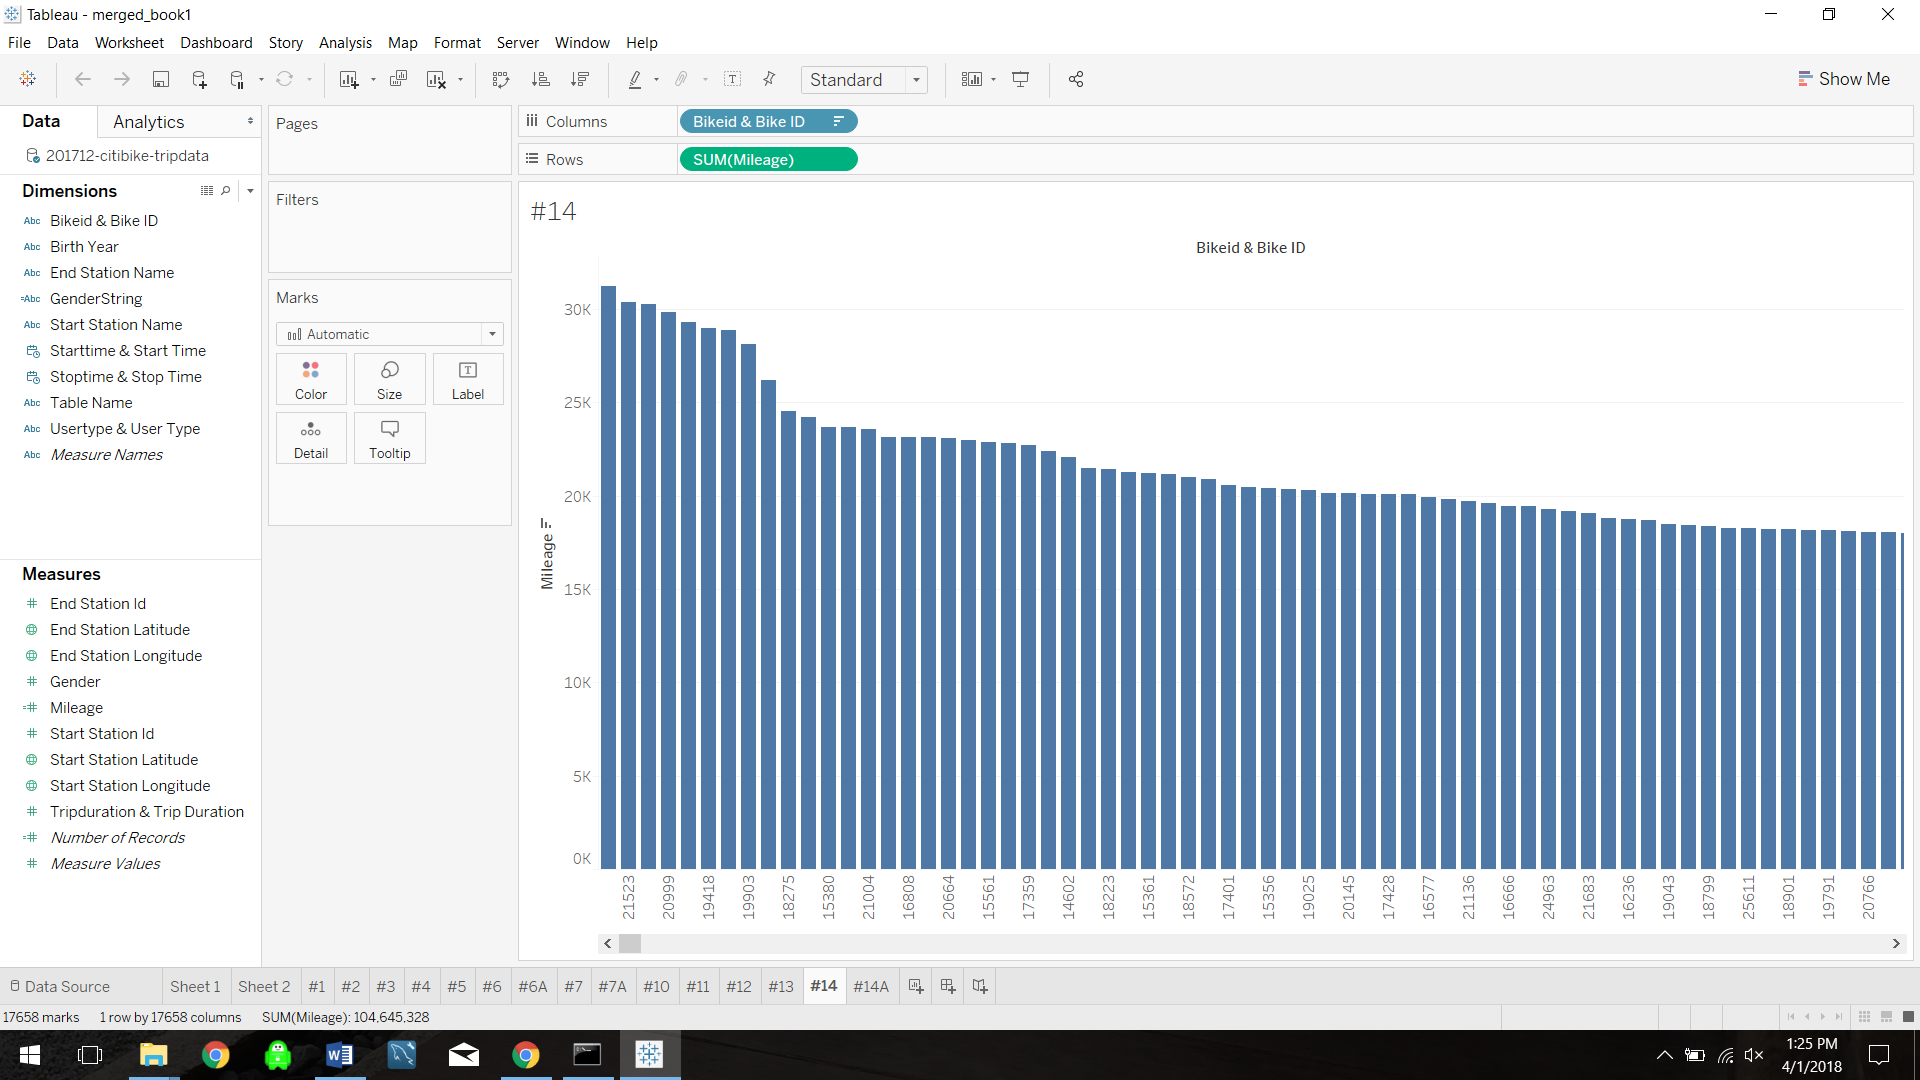 Tableau - merged_book1
File Data Worksheet Dashboard Story Analysis Map Format Server Window Help
Standard
Show Me
Data Analytics
201712-citibike-tripdata
Dimensions
Abc Bikeid & Bike ID
Abc Birth Year
Abc End Station Name
=Abc GenderString
Abc Start Station Name
Starttime & Start Time
Stoptime & Stop Time
Abc Table Name
Abc Usertype & User Type
Abc Measure Names
Measures
# End Station Id
End Station Latitude
End Station Longitude
# Gender
=# Mileage
# Start Station Id
Start Station Latitude
Start Station Longitude
# Tripduration & Trip Duration
=# Number of Records
# Measure Values
Pages
Filters
Marks
Automatic
Color Size Label
Detail Tooltip
Columns Bikeid & Bike ID
Rows SUM(Mileage)
#14
Bikeid & Bike ID
Mileage
30K
25K
20K
15K
10K
5K
0K
21523 20999 19418 19903 18275 15380 21004 16808 20664 15561 17359 14602 18223 15361 18572 17401 15356 19025 20145 17428 16577 21136 16666 24963 21683 16236 19043 18799 25611 18901 19791 20766
Data Source Sheet 1 Sheet 2 #1 #2 #3 #4 #5 #6 #6A #7 #7A #10 #11 #12 #13 #14 #14A
17658 marks 1 row by 17658 columns SUM(Mileage): 104,645,328
1:25 PM
4/1/2018